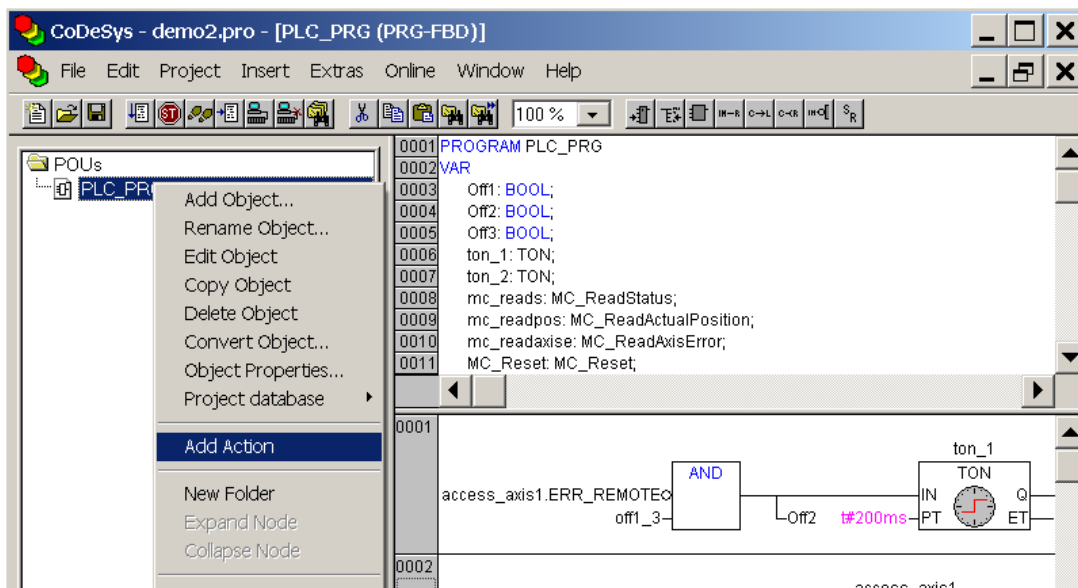 CoDeSys - demo2.pro - [PLC_PRG (PRG-FBD)]
File Edit Project Insert Extras Online Window Help
100 %
POUs
PLC_PR
Add Object...
Rename Object...
Edit Object
Copy Object
Delete Object
Convert Object...
Object Properties...
Project database
Add Action
New Folder
Expand Node
Collapse Node
0001 PROGRAM PLC_PRG
0002 VAR
0003 Off1: BOOL;
0004 Off2: BOOL;
0005 Off3: BOOL;
0006 ton_1: TON;
0007 ton_2: TON;
0008 mc_reads: MC_ReadStatus;
0009 mc_readpos: MC_ReadActualPosition;
0010 mc_readaxise: MC_ReadAxisError;
0011 MC_Reset: MC_Reset;
0001
ton_1
AND TON
access_axis1.ERR_REMOTE IN Q
off1_3 Off2 t#200ms PT ET
0002
access_axis1